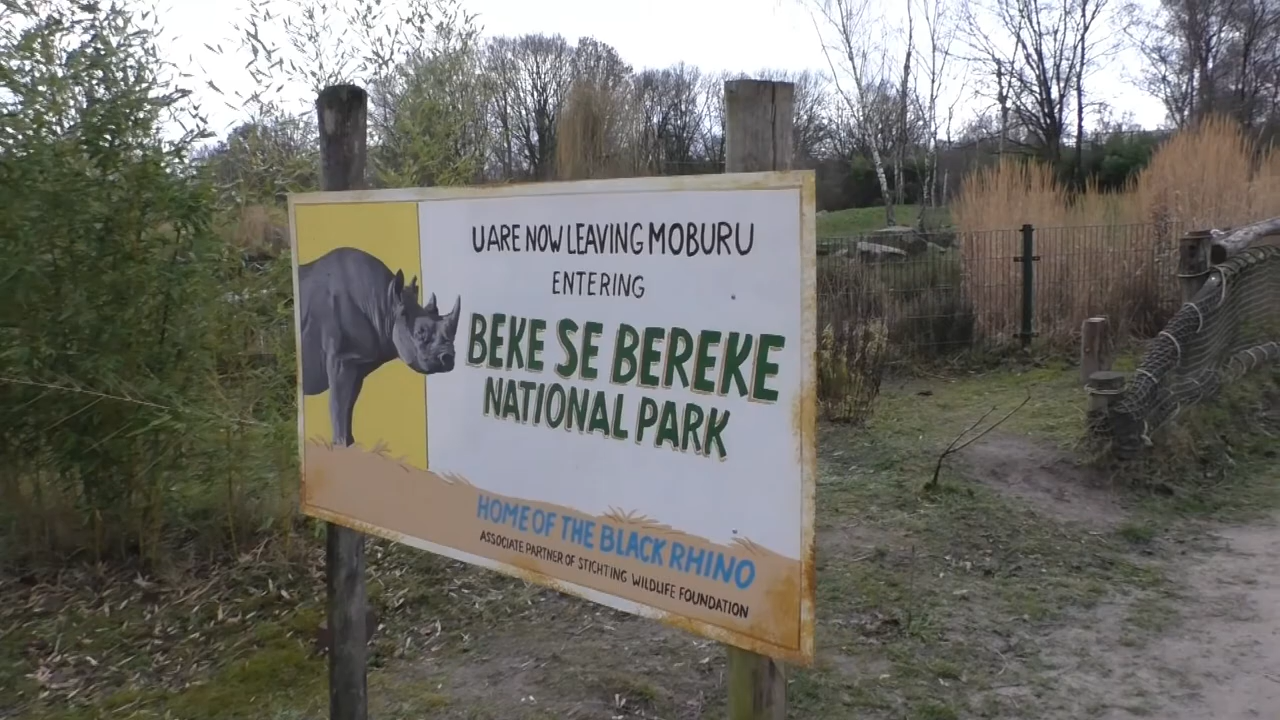 UARE NOW LEAVING MOBURU
ENTERING
BEKE SE BEREKE
NATIONAL PARK
HOME OF THE BLACK RHINO
ASSOCIATE PARTNER OF STICHTING WILDLIFE FOUNDATION